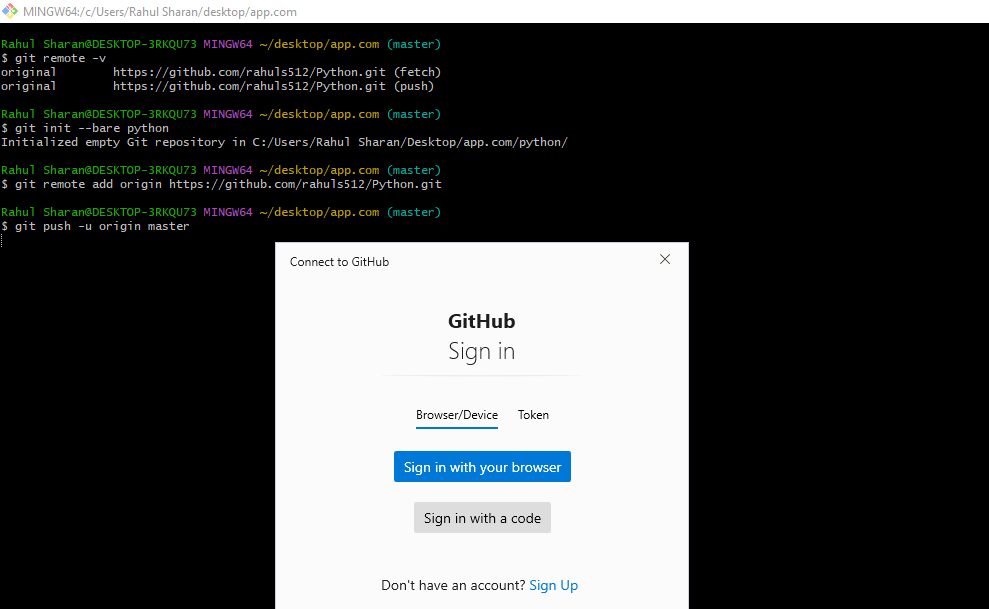 MINGW64:/c/Users/Rahul Sharan/desktop/app.com
Rahul Sharan@DESKTOP-3RKQU73 MINGW64 ~/desktop/app.com (master)
$ git remote -v
original        https://github.com/rahuls512/Python.git (fetch)
original        https://github.com/rahuls512/Python.git (push)
Rahul Sharan@DESKTOP-3RKQU73 MINGW64 ~/desktop/app.com (master)
$ git init --bare python
Initialized empty Git repository in C:/Users/Rahul Sharan/Desktop/app.com/python/
Rahul Sharan@DESKTOP-3RKQU73 MINGW64 ~/desktop/app.com (master)
$ git remote add origin https://github.com/rahuls512/Python.git
Rahul Sharan@DESKTOP-3RKQU73 MINGW64 ~/desktop/app.com (master)
$ git push -u origin master
Connect to GitHub
GitHub
Sign in
Browser/Device Token
Sign in with your browser
Sign in with a code
Don't have an account? Sign Up